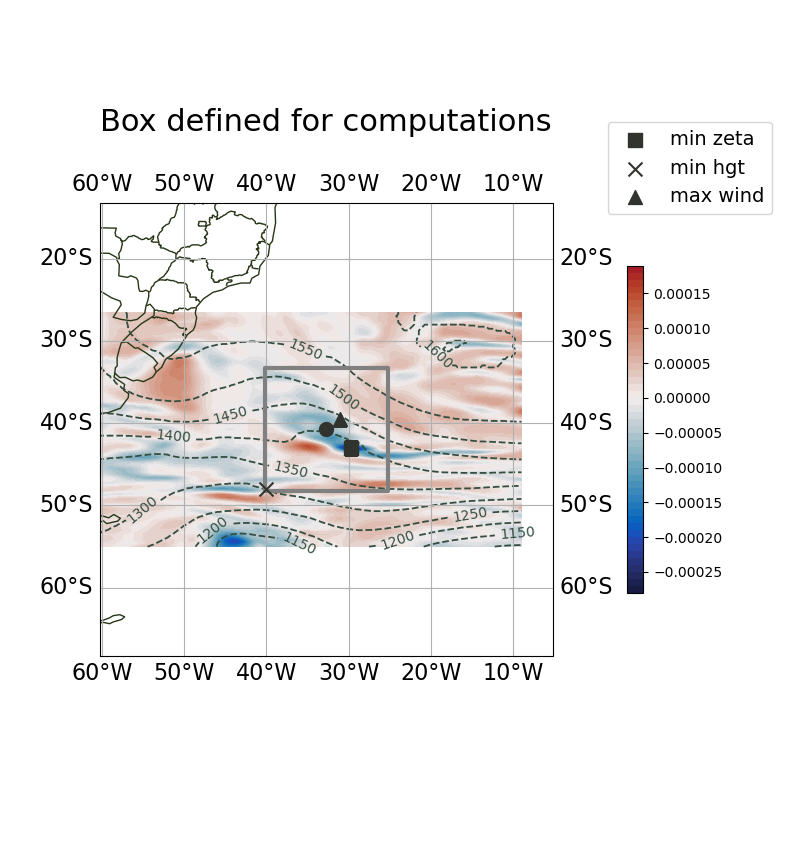 Box defined for computations
min zeta
min hgt
max wind
60°W 50°W 40°W 30°W 20°W 10°W
20°S 20°S
30°S 30°S
40°S 40°S
50°S 50°S
60°S 60°S
60°W 50°W 40°W 30°W 20°W 10°W
1550
1600
1500
1450
1400
1350
1300
1250
1200
1150
1200
1150
0.00015
0.00010
0.00005
0.00000
−0.00005
−0.00010
−0.00015
−0.00020
−0.00025